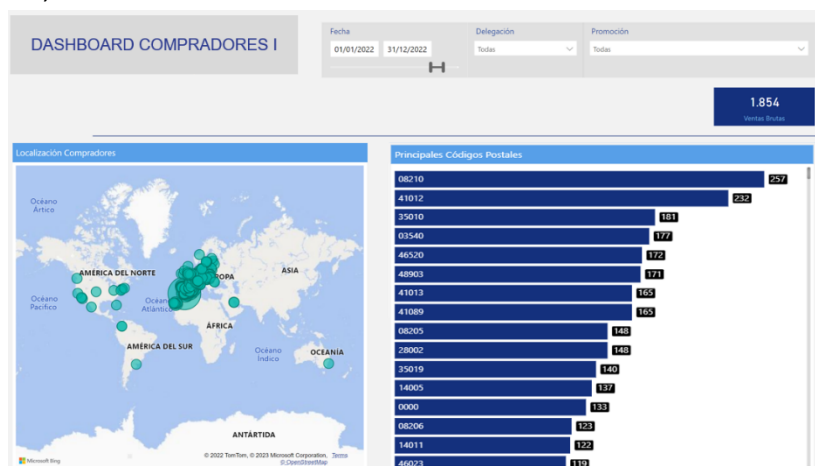 DASHBOARD COMPRADORES I
Fecha
01/01/2022 31/12/2022
Delegación
Todas
Promoción
Todas
1.854
Ventas Brutas
Localización Compradores
Océano
Ártico
AMÉRICA DEL NORTE
ROPA
ASIA
Océano
Pacífico
Océano
Atlántico
ÁFRICA
AMÉRICA DEL SUR
Océano
Índico
OCEANÍA
ANTÁRTIDA
Microsoft Bing
© 2022 TomTom, © 2023 Microsoft Corporation, Terms
© OpenStreetMap
Principales Códigos Postales
08210 257
41012 232
35010 181
03540 177
46520 172
48903 171
41013 165
41089 165
08205 148
28002 148
35019 140
14005 137
0000 133
08206 123
14011 122
46023 119